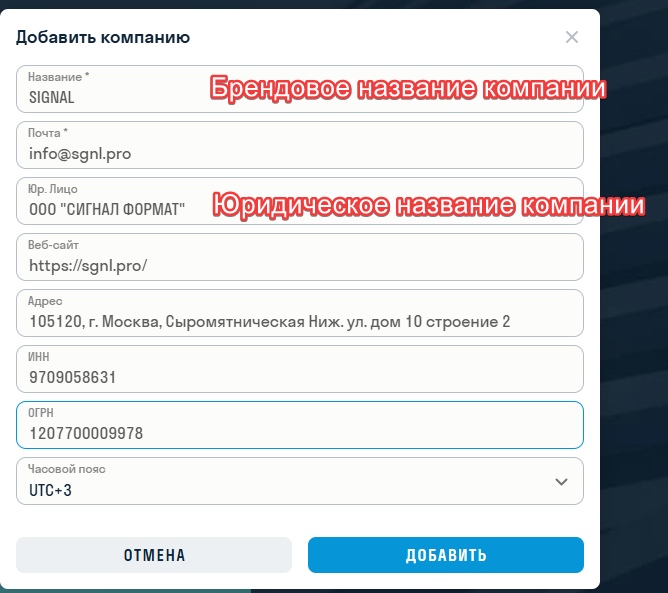 Добавить компанию
Название *
SIGNAL
Брендовое название компании
Почта *
info@sgnl.pro
Юр. Лицо
ООО "СИГНАЛ ФОРМАТ"
Юридическое название компании
Веб-сайт
https://sgnl.pro/
Адрес
105120, г. Москва, Сыромятническая Ниж. ул. дом 10 строение 2
ИНН
9709058631
ОГРН
1207700009978
Часовой пояс
UTC+3
ОТМЕНА
ДОБАВИТЬ